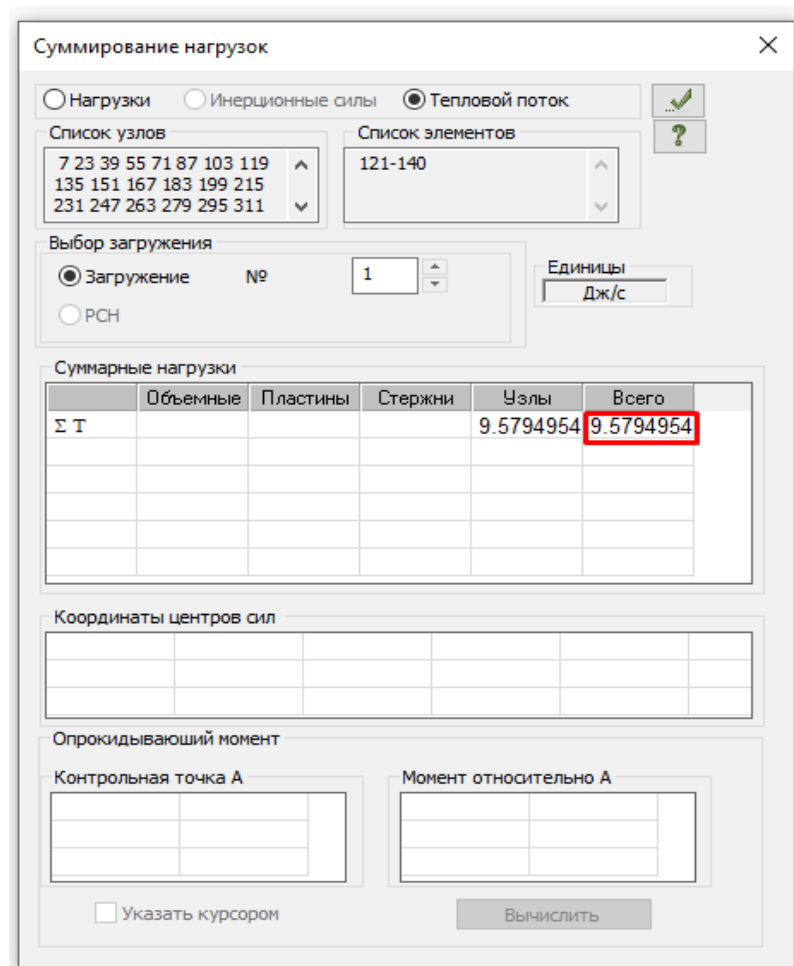 Суммирование нагрузок
Нагрузки Инерционные силы Тепловой поток
Список узлов Список элементов
7 23 39 55 71 87 103 119
135 151 167 183 199 215
231 247 263 279 295 311
121-140
Выбор загружения
Загружение № 1
РСН
Единицы
Дж/с
Суммарные нагрузки
Объемные Пластины Стержни Узлы Всего
Σ T 9.5794954 9.5794954
Координаты центров сил
Опрокидываюший момент
Контрольная точка А Момент относительно А
Указать курсором Вычислить